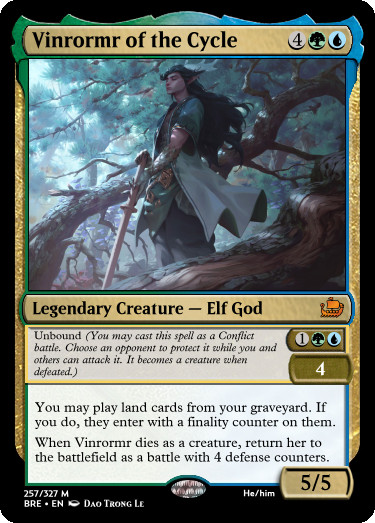 Vinrormr of the Cycle 4
Legendary Creature — Elf God
Unbound (You may cast this spell as a Conflict 1
battle. Choose an opponent to protect it while you and
others can attack it. It becomes a creature when
defeated.)
4
You may play land cards from your graveyard. If
you do, they enter with a finality counter on them.
When Vinrormr dies as a creature, return her to
the battlefield as a battle with 4 defense counters.
5/5
257/327 M He/him
BRE • EN Dao Trong Le